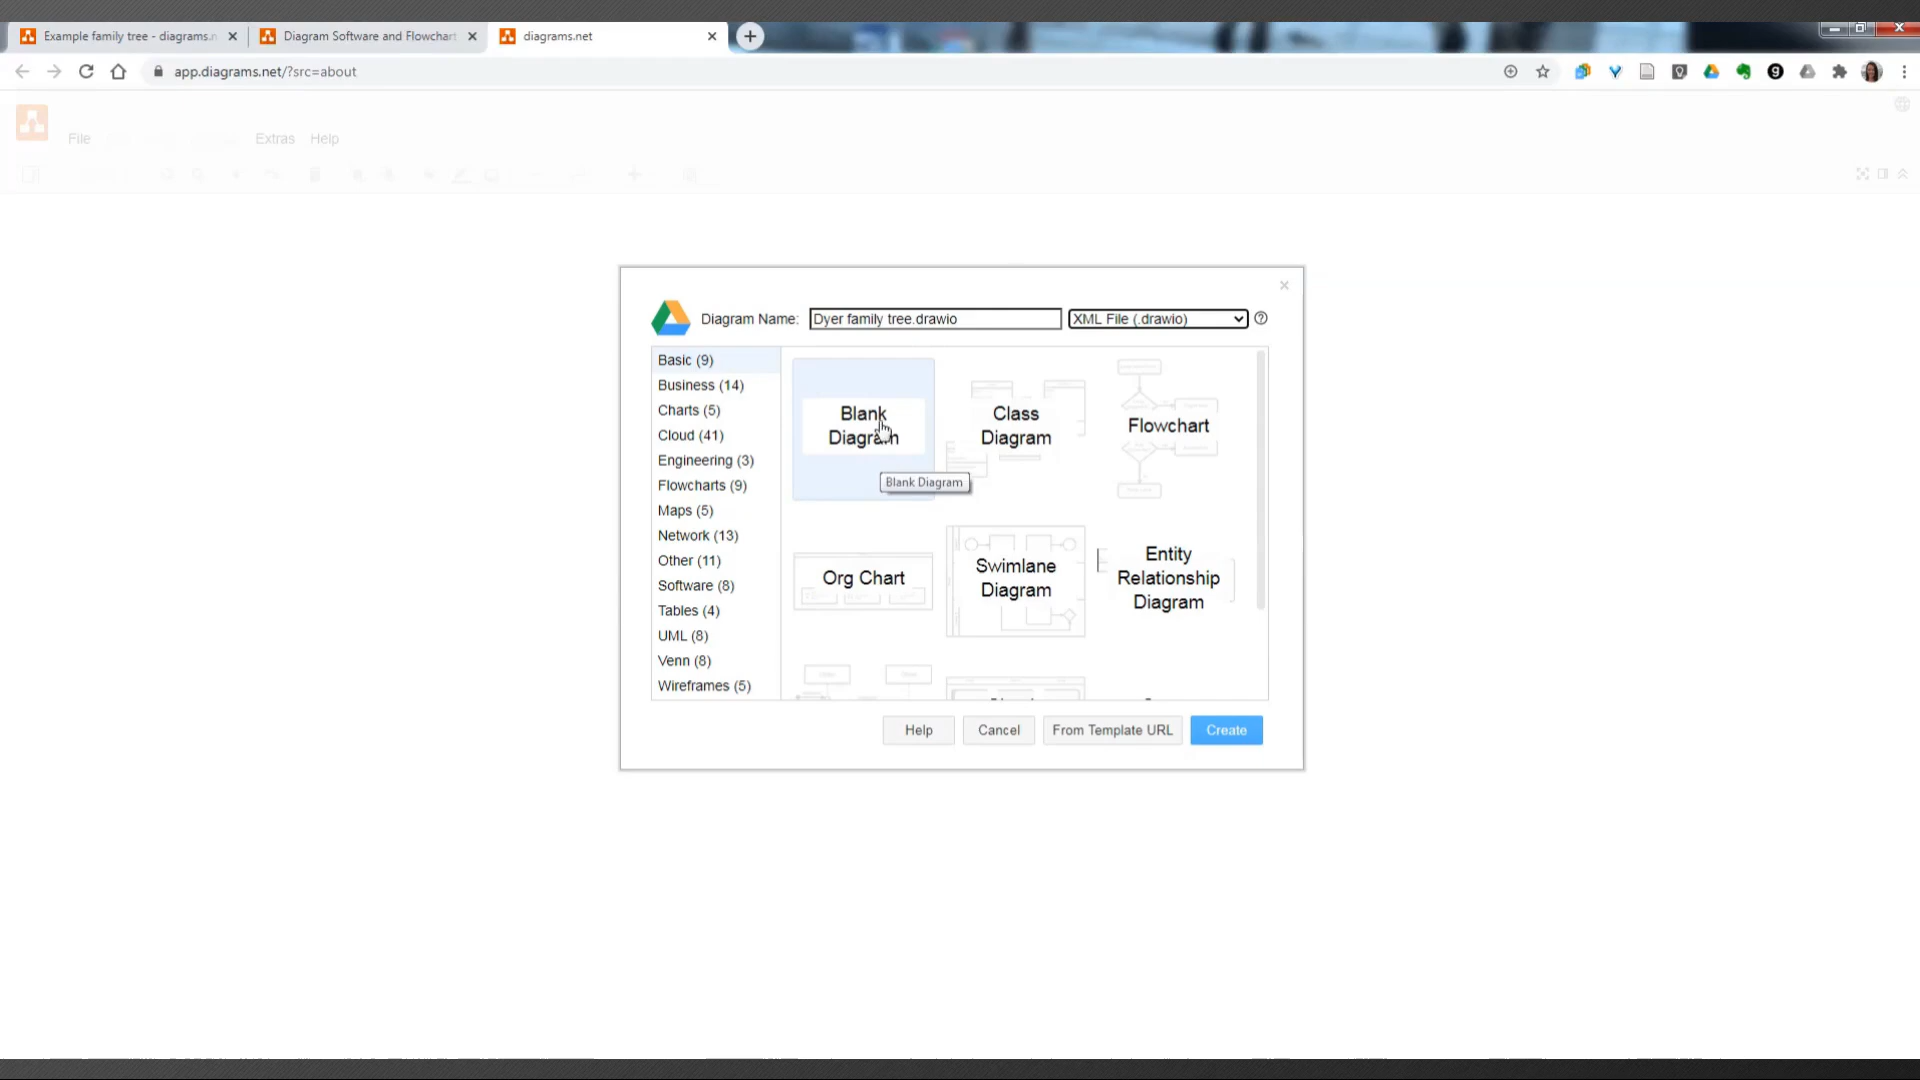 Example family tree - diagrams.n
Diagram Software and Flowchart
diagrams.net
app.diagrams.net/?src=about
File
Extras
Help
Diagram Name:
Dyer family tree.drawio
XML File (.drawio)
Basic (9)
Business (14)
Charts (5)
Cloud (41)
Engineering (3)
Flowcharts (9)
Maps (5)
Network (13)
Other (11)
Software (8)
Tables (4)
UML (8)
Venn (8)
Wireframes (5)
Blank
Diagram
Class
Diagram
Flowchart
Blank Diagram
Org Chart
Swimlane
Diagram
Entity
Relationship
Diagram
Help
Cancel
From Template URL
Create